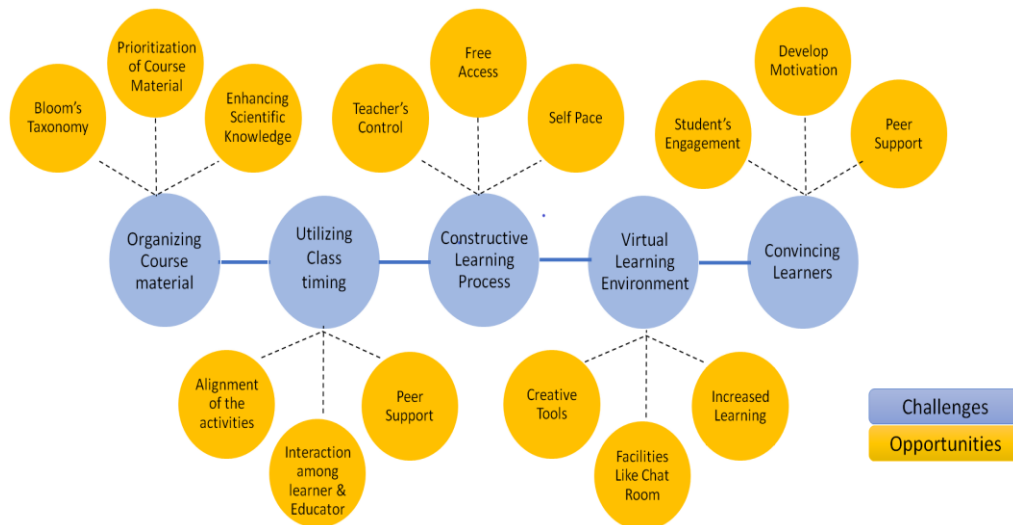 Bloom's
Taxonomy
Prioritization
of Course
Material
Enhancing
Scientific
Knowledge
Teacher's
Control
Free
Access
Self Pace
Student's
Engagement
Develop
Motivation
Peer
Support
Organizing
Course
material
Utilizing
Class
timing
Constructive
Learning
Process
Virtual
Learning
Environment
Convincing
Learners
Alignment
of the
activities
Interaction
among
learner &
Educator
Peer
Support
Creative
Tools
Facilities
Like Chat
Room
Increased
Learning
Challenges
Opportunities